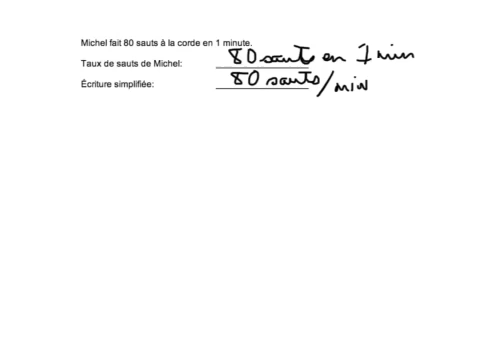 Michel fait 80 sauts à la corde en 1 minute.
Taux de sauts de Michel: 80 sauts en 1 min
Écriture simplifiée: 80 sauts/min